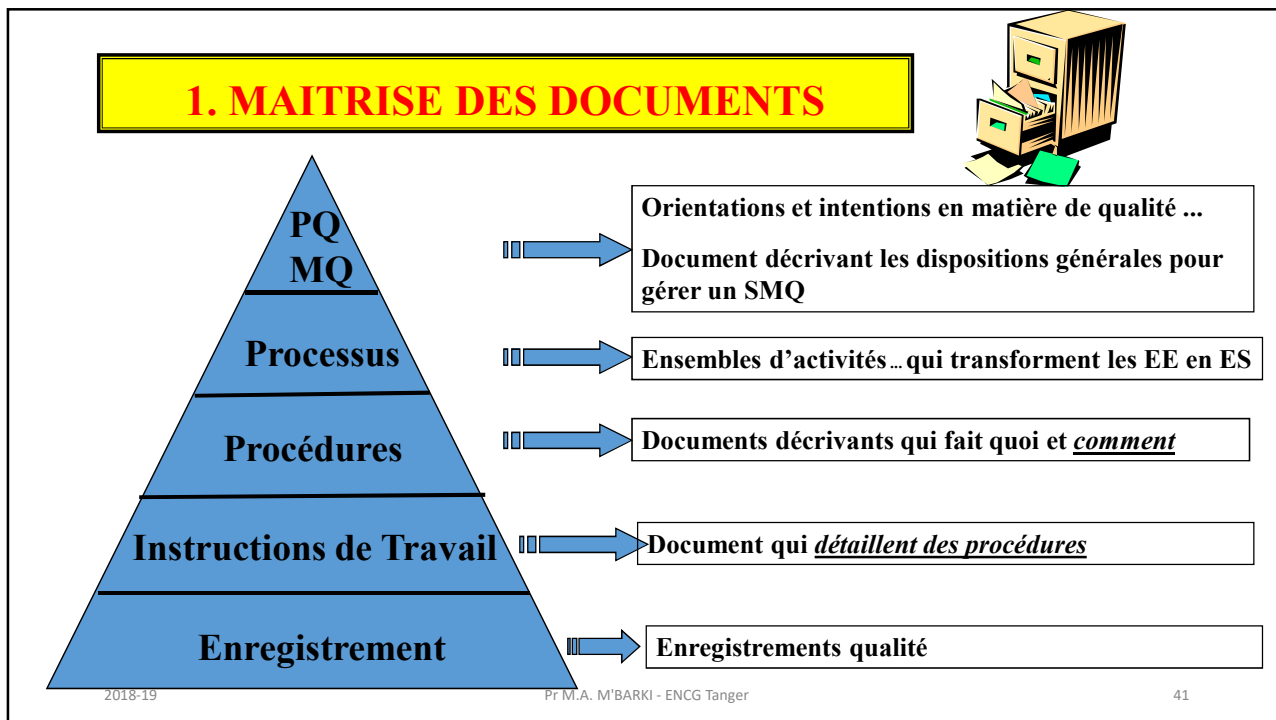 1. MAITRISE DES DOCUMENTS
PQ
MQ
Orientations et intentions en matière de qualité ...
Document décrivant les dispositions générales pour
gérer un SMQ
Processus
Ensembles d'activités ... qui transforment les EE en ES
Procédures
Documents décrivants qui fait quoi et comment
Instructions de Travail
Document qui détaillent des procédures
Enregistrement
Enregistrements qualité
2018-19
Pr M.A. M'BARKI - ENCG Tanger
41